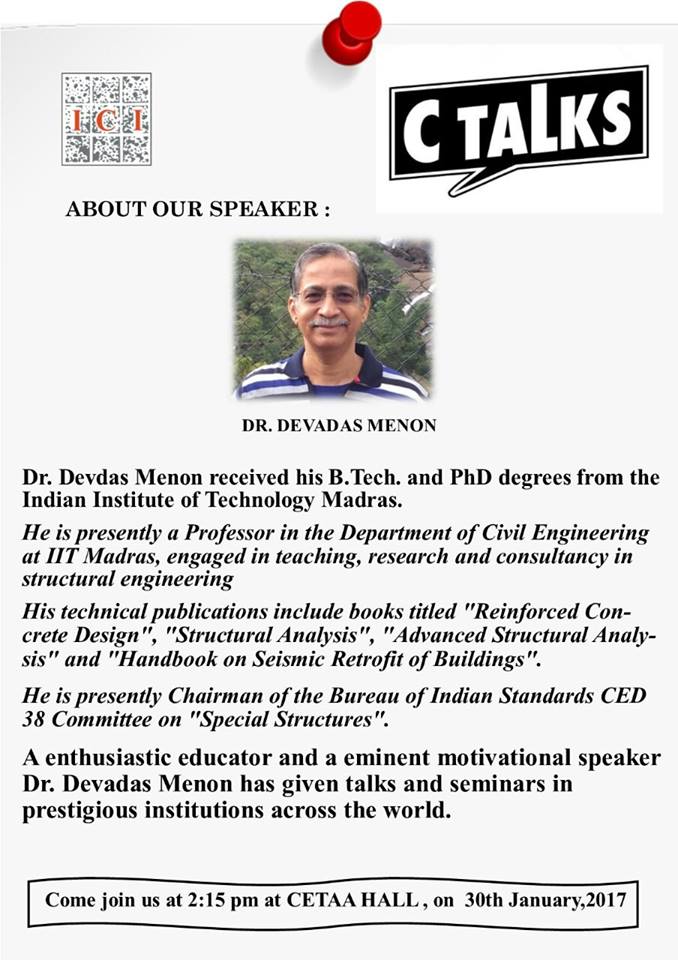 I C I
C TALKS
ABOUT OUR SPEAKER :
DR. DEVADAS MENON
Dr. Devdas Menon received his B.Tech. and PhD degrees from the
Indian Institute of Technology Madras.
He is presently a Professor in the Department of Civil Engineering
at IIT Madras, engaged in teaching, research and consultancy in
structural engineering
His technical publications include books titled "Reinforced Con-
crete Design", "Structural Analysis", "Advanced Structural Analy-
sis" and "Handbook on Seismic Retrofit of Buildings".
He is presently Chairman of the Bureau of Indian Standards CED
38 Committee on "Special Structures".
A enthusiastic educator and a eminent motivational speaker
Dr. Devadas Menon has given talks and seminars in
prestigious institutions across the world.
Come join us at 2:15 pm at CETAA HALL , on 30th January,2017